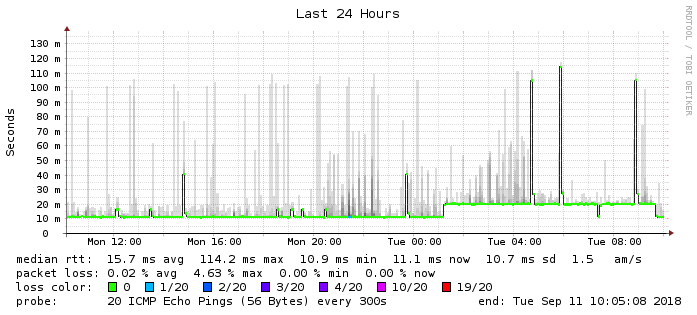 Last 24 Hours
RRDTOOL / TOBI OETIKER
Seconds
130 m
120 m
110 m
100 m
90 m
80 m
70 m
60 m
50 m
40 m
30 m
20 m
10 m
0
Mon 12:00 Mon 16:00 Mon 20:00 Tue 00:00 Tue 04:00 Tue 08:00
median rtt: 15.7 ms avg 114.2 ms max 10.9 ms min 11.1 ms now 10.7 ms sd 1.5 am/s
packet loss: 0.02 % avg 4.63 % max 0.00 % min 0.00 % now
loss color: 0 1/20 2/20 3/20 4/20 10/20 19/20
probe: 20 ICMP Echo Pings (56 Bytes) every 300s end: Tue Sep 11 10:05:08 2018